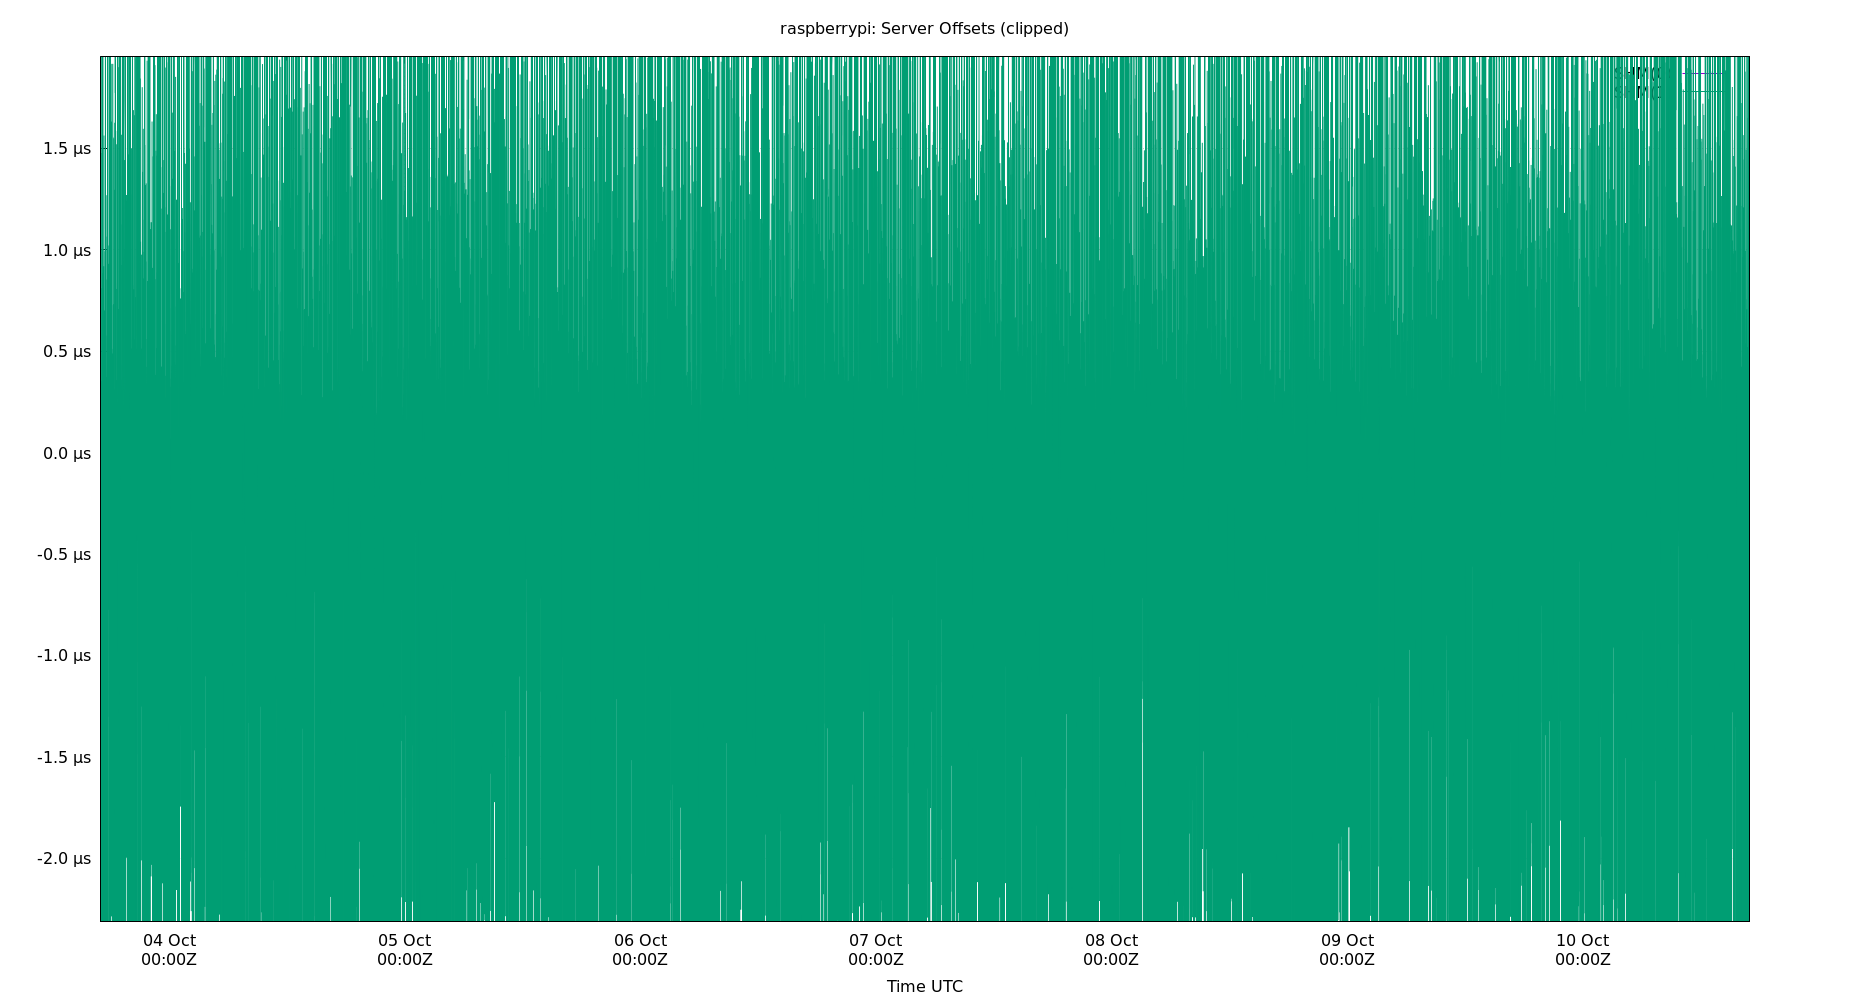 raspberrypi: Server Offsets (clipped)
1.5 µs
1.0 µs
0.5 µs
0.0 µs
-0.5 µs
-1.0 µs
-1.5 µs
-2.0 µs
04 Oct 05 Oct 06 Oct 07 Oct 08 Oct 09 Oct 10 Oct
00:00Z 00:00Z 00:00Z 00:00Z 00:00Z 00:00Z 00:00Z
Time UTC